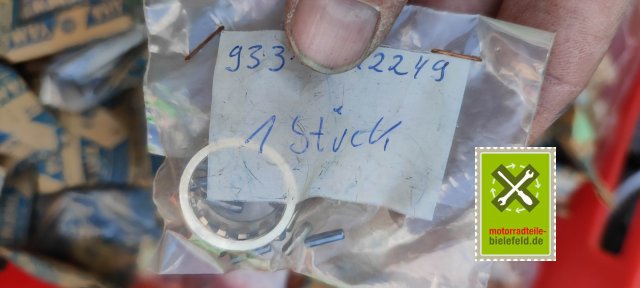 933
2249
1 Stück
motorradteile-
bielefeld.de